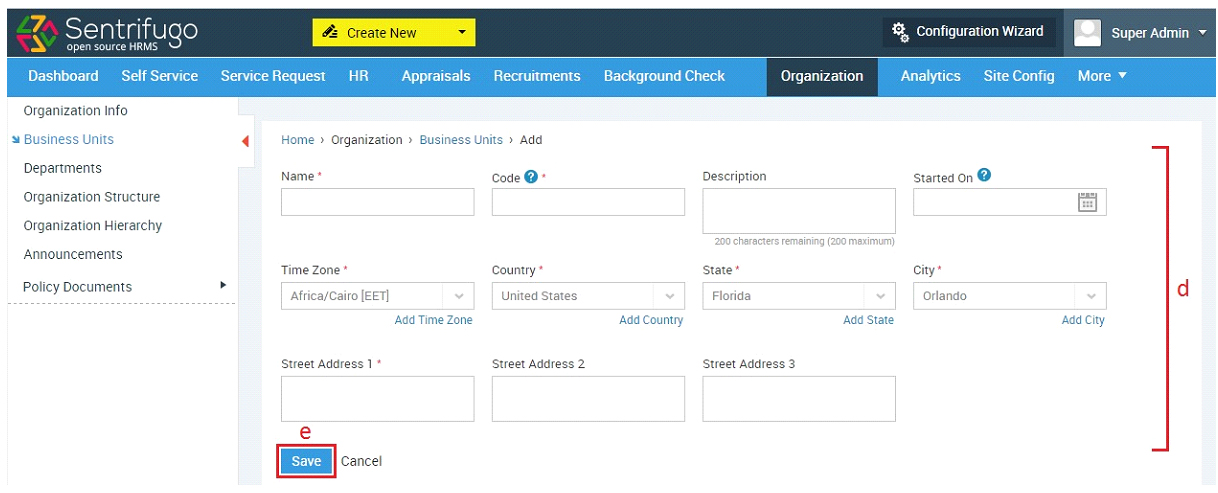 Sentrifugo
open source HRMS
Create New
Configuration Wizard
Super Admin
Dashboard Self Service Service Request HR Appraisals Recruitments Background Check Organization Analytics Site Config More
Organization Info
Business Units
Departments
Organization Structure
Organization Hierarchy
Announcements
Policy Documents
Home › Organization › Business Units › Add
Name * Code ? * Description Started On ?
200 characters remaining (200 maximum)
Time Zone * Country * State * City *
Africa/Cairo [EET] United States Florida Orlando
Add Time Zone Add Country Add State Add City
Street Address 1 * Street Address 2 Street Address 3
d
e
Save Cancel